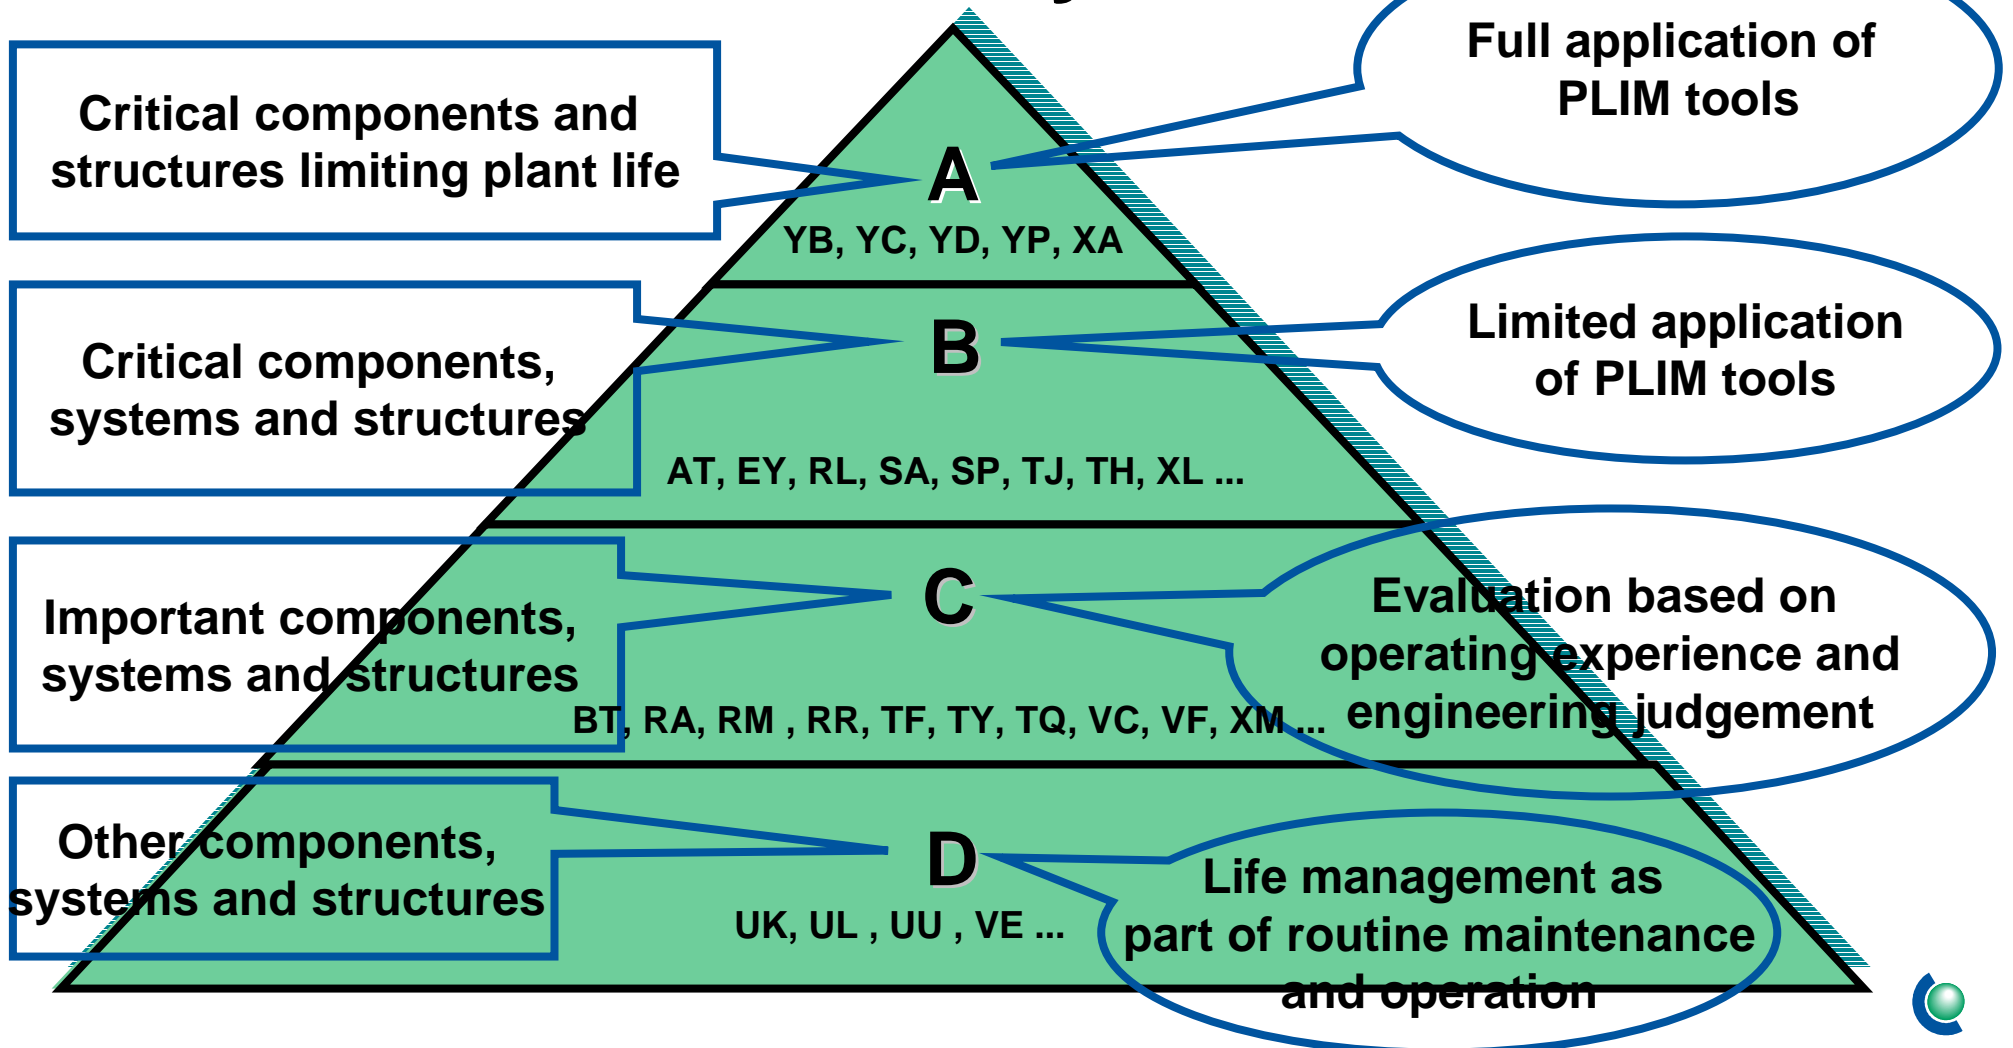 Critical components and
structures limiting plant life
Full application of
PLIM tools
A
YB, YC, YD, YP, XA
Critical components,
systems and structures
Limited application
of PLIM tools
B
AT, EY, RL, SA, SP, TJ, TH, XL ...
Important components,
systems and structures
Evaluation based on
operating experience and
engineering judgement
C
BT, RA, RM , RR, TF, TY, TQ, VC, VF, XM ...
Other components,
systems and structures
D
UK, UL , UU , VE ...
Life management as
part of routine maintenance
and operation